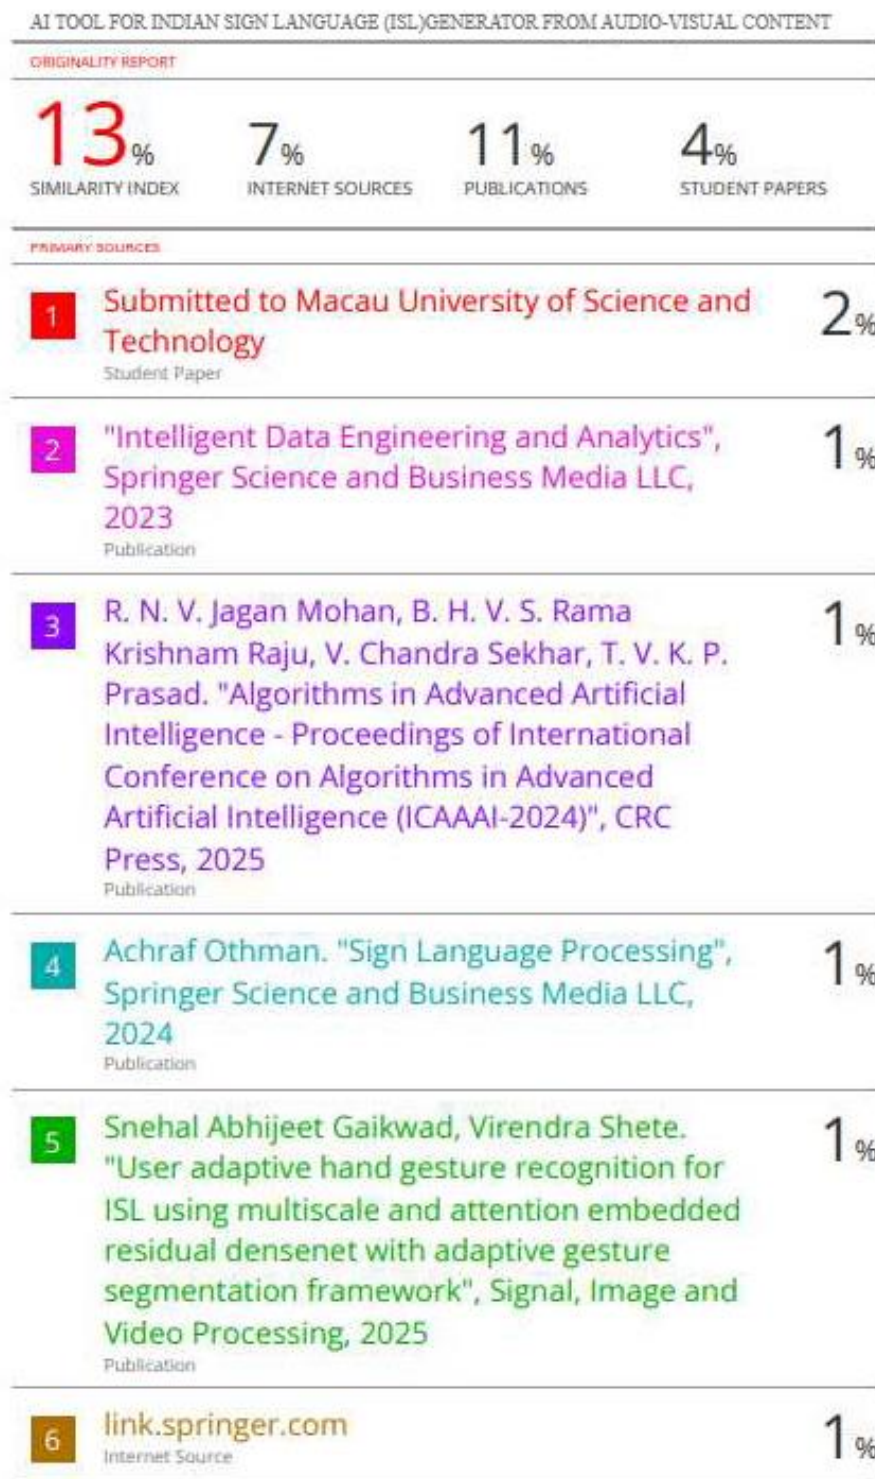 AI TOOL FOR INDIAN SIGN LANGUAGE (ISL)GENERATOR FROM AUDIO-VISUAL CONTENT
ORIGINALITY REPORT
13% 7% 11% 4%
SIMILARITY INDEX INTERNET SOURCES PUBLICATIONS STUDENT PAPERS
PRIMARY SOURCES
1 Submitted to Macau University of Science and 2%
Technology
Student Paper
2 "Intelligent Data Engineering and Analytics", 1%
Springer Science and Business Media LLC,
2023
Publication
3 R. N. V. Jagan Mohan, B. H. V. S. Rama 1%
Krishnam Raju, V. Chandra Sekhar, T. V. K. P.
Prasad. "Algorithms in Advanced Artificial
Intelligence - Proceedings of International
Conference on Algorithms in Advanced
Artificial Intelligence (ICAAAI-2024)", CRC
Press, 2025
Publication
4 Achraf Othman. "Sign Language Processing", 1%
Springer Science and Business Media LLC,
2024
Publication
5 Snehal Abhijeet Gaikwad, Virendra Shete. 1%
"User adaptive hand gesture recognition for
ISL using multiscale and attention embedded
residual densenet with adaptive gesture
segmentation framework", Signal, Image and
Video Processing, 2025
Publication
6 link.springer.com 1%
Internet Source